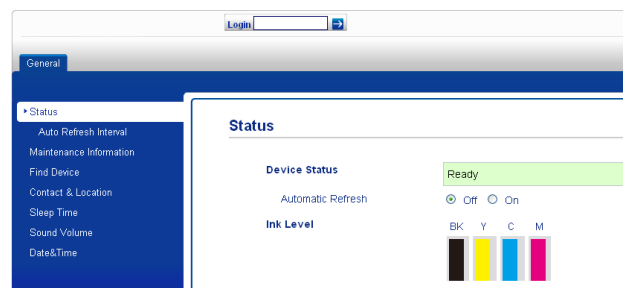 Login
General
Status
Auto Refresh Interval
Maintenance Information
Find Device
Contact & Location
Sleep Time
Sound Volume
Date&Time
Status
Device Status Ready
Automatic Refresh Off On
Ink Level BK Y C M